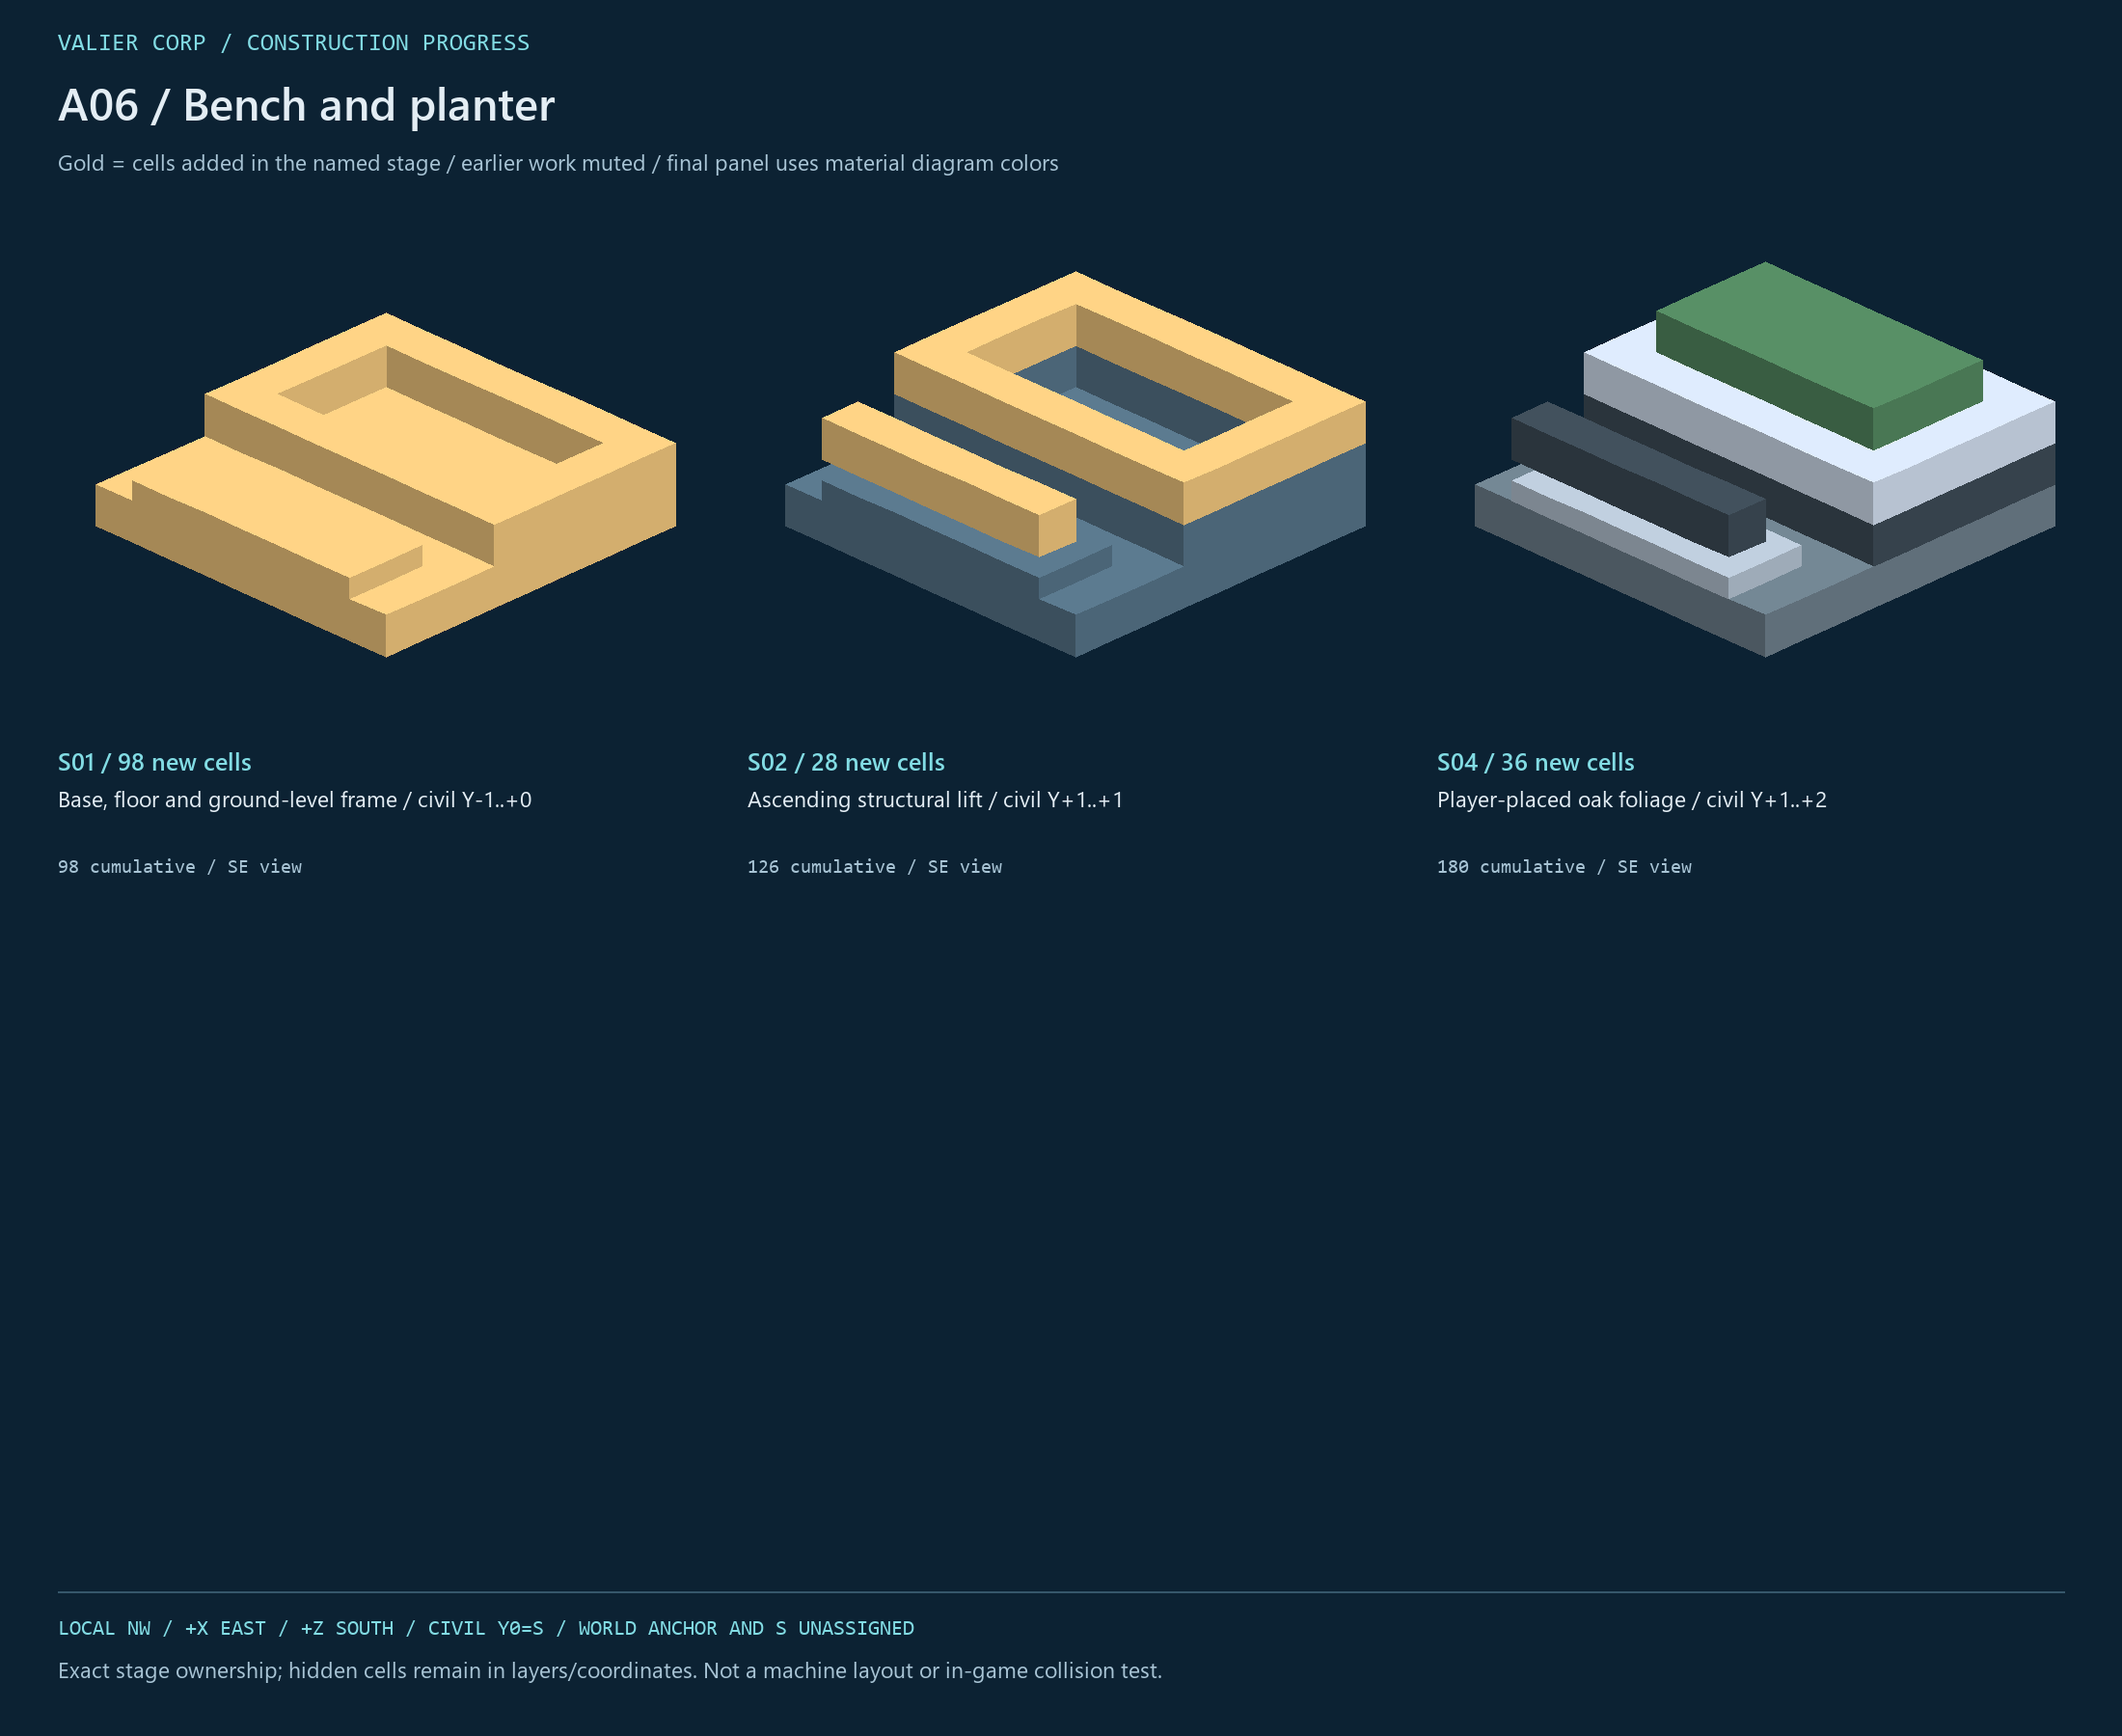 VALIER CORP / CONSTRUCTION PROGRESS
A06 / Bench and planter
Gold = cells added in the named stage / earlier work muted / final panel uses material diagram colors
S01 / 98 new cells
Base, floor and ground-level frame / civil Y-1..+0
98 cumulative / SE view
S02 / 28 new cells
Ascending structural lift / civil Y+1..+1
126 cumulative / SE view
S04 / 36 new cells
Player-placed oak foliage / civil Y+1..+2
180 cumulative / SE view
LOCAL NW / +X EAST / +Z SOUTH / CIVIL Y0=S / WORLD ANCHOR AND S UNASSIGNED
Exact stage ownership; hidden cells remain in layers/coordinates. Not a machine layout or in-game collision test.